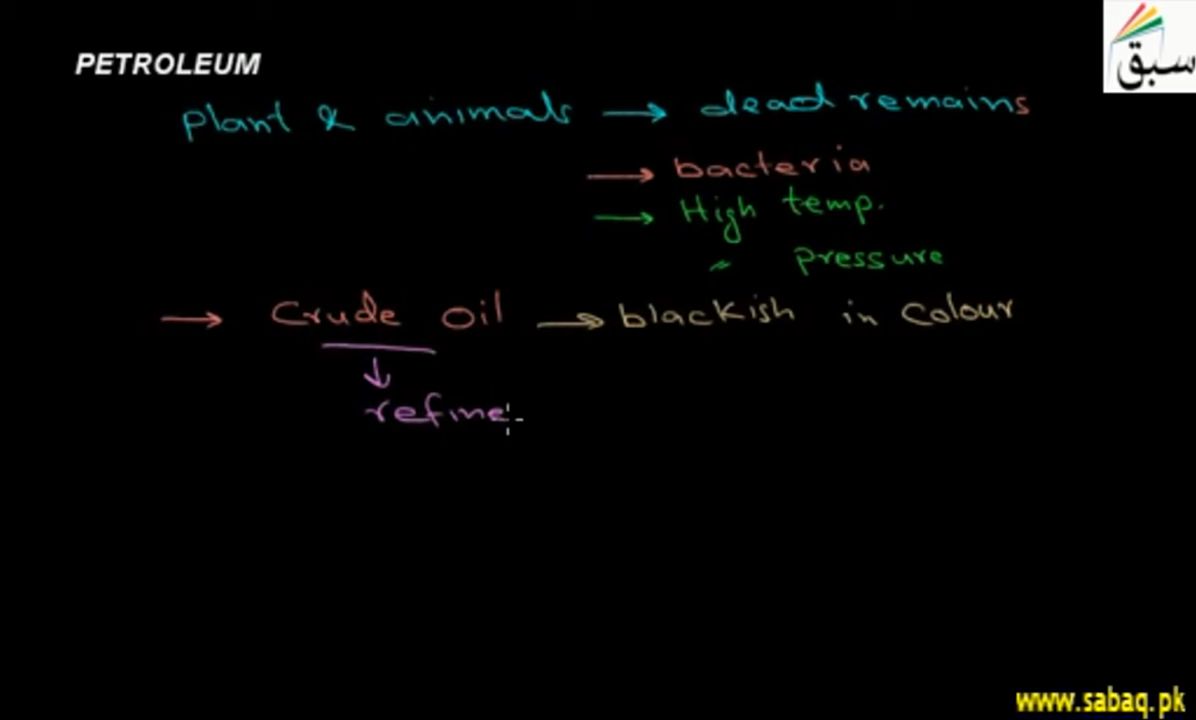 سبق
PETROLEUM
plant & animals → dead remains
→ bacteria
→ High temp.
〃 pressure
→ Crude oil → blackish in colour
↓
refine
www.sabaq.pk